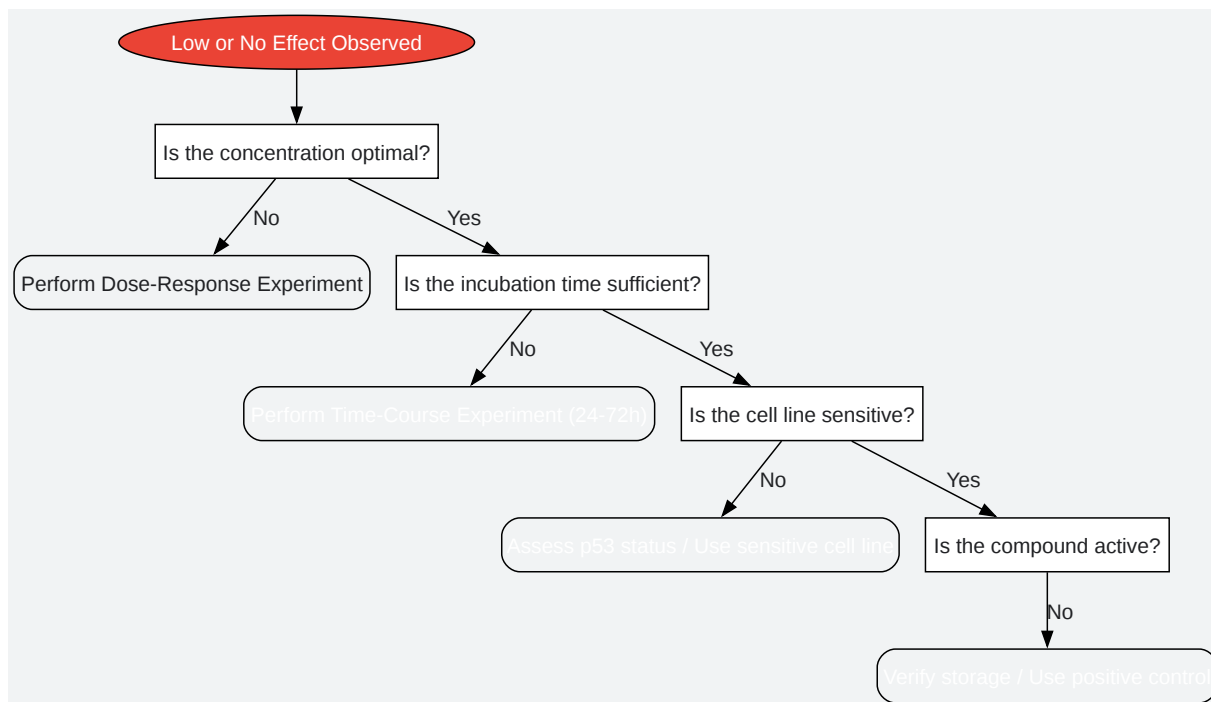 Low or No Effect Observed
Is the concentration optimal?
No
Yes
Perform Dose-Response Experiment
Is the incubation time sufficient?
No
Yes
Perform Time-Course Experiment (24-72h)
Is the cell line sensitive?
No
Yes
Assess p53 status / Use sensitive cell line
Is the compound active?
No
Verify storage / Use positive control